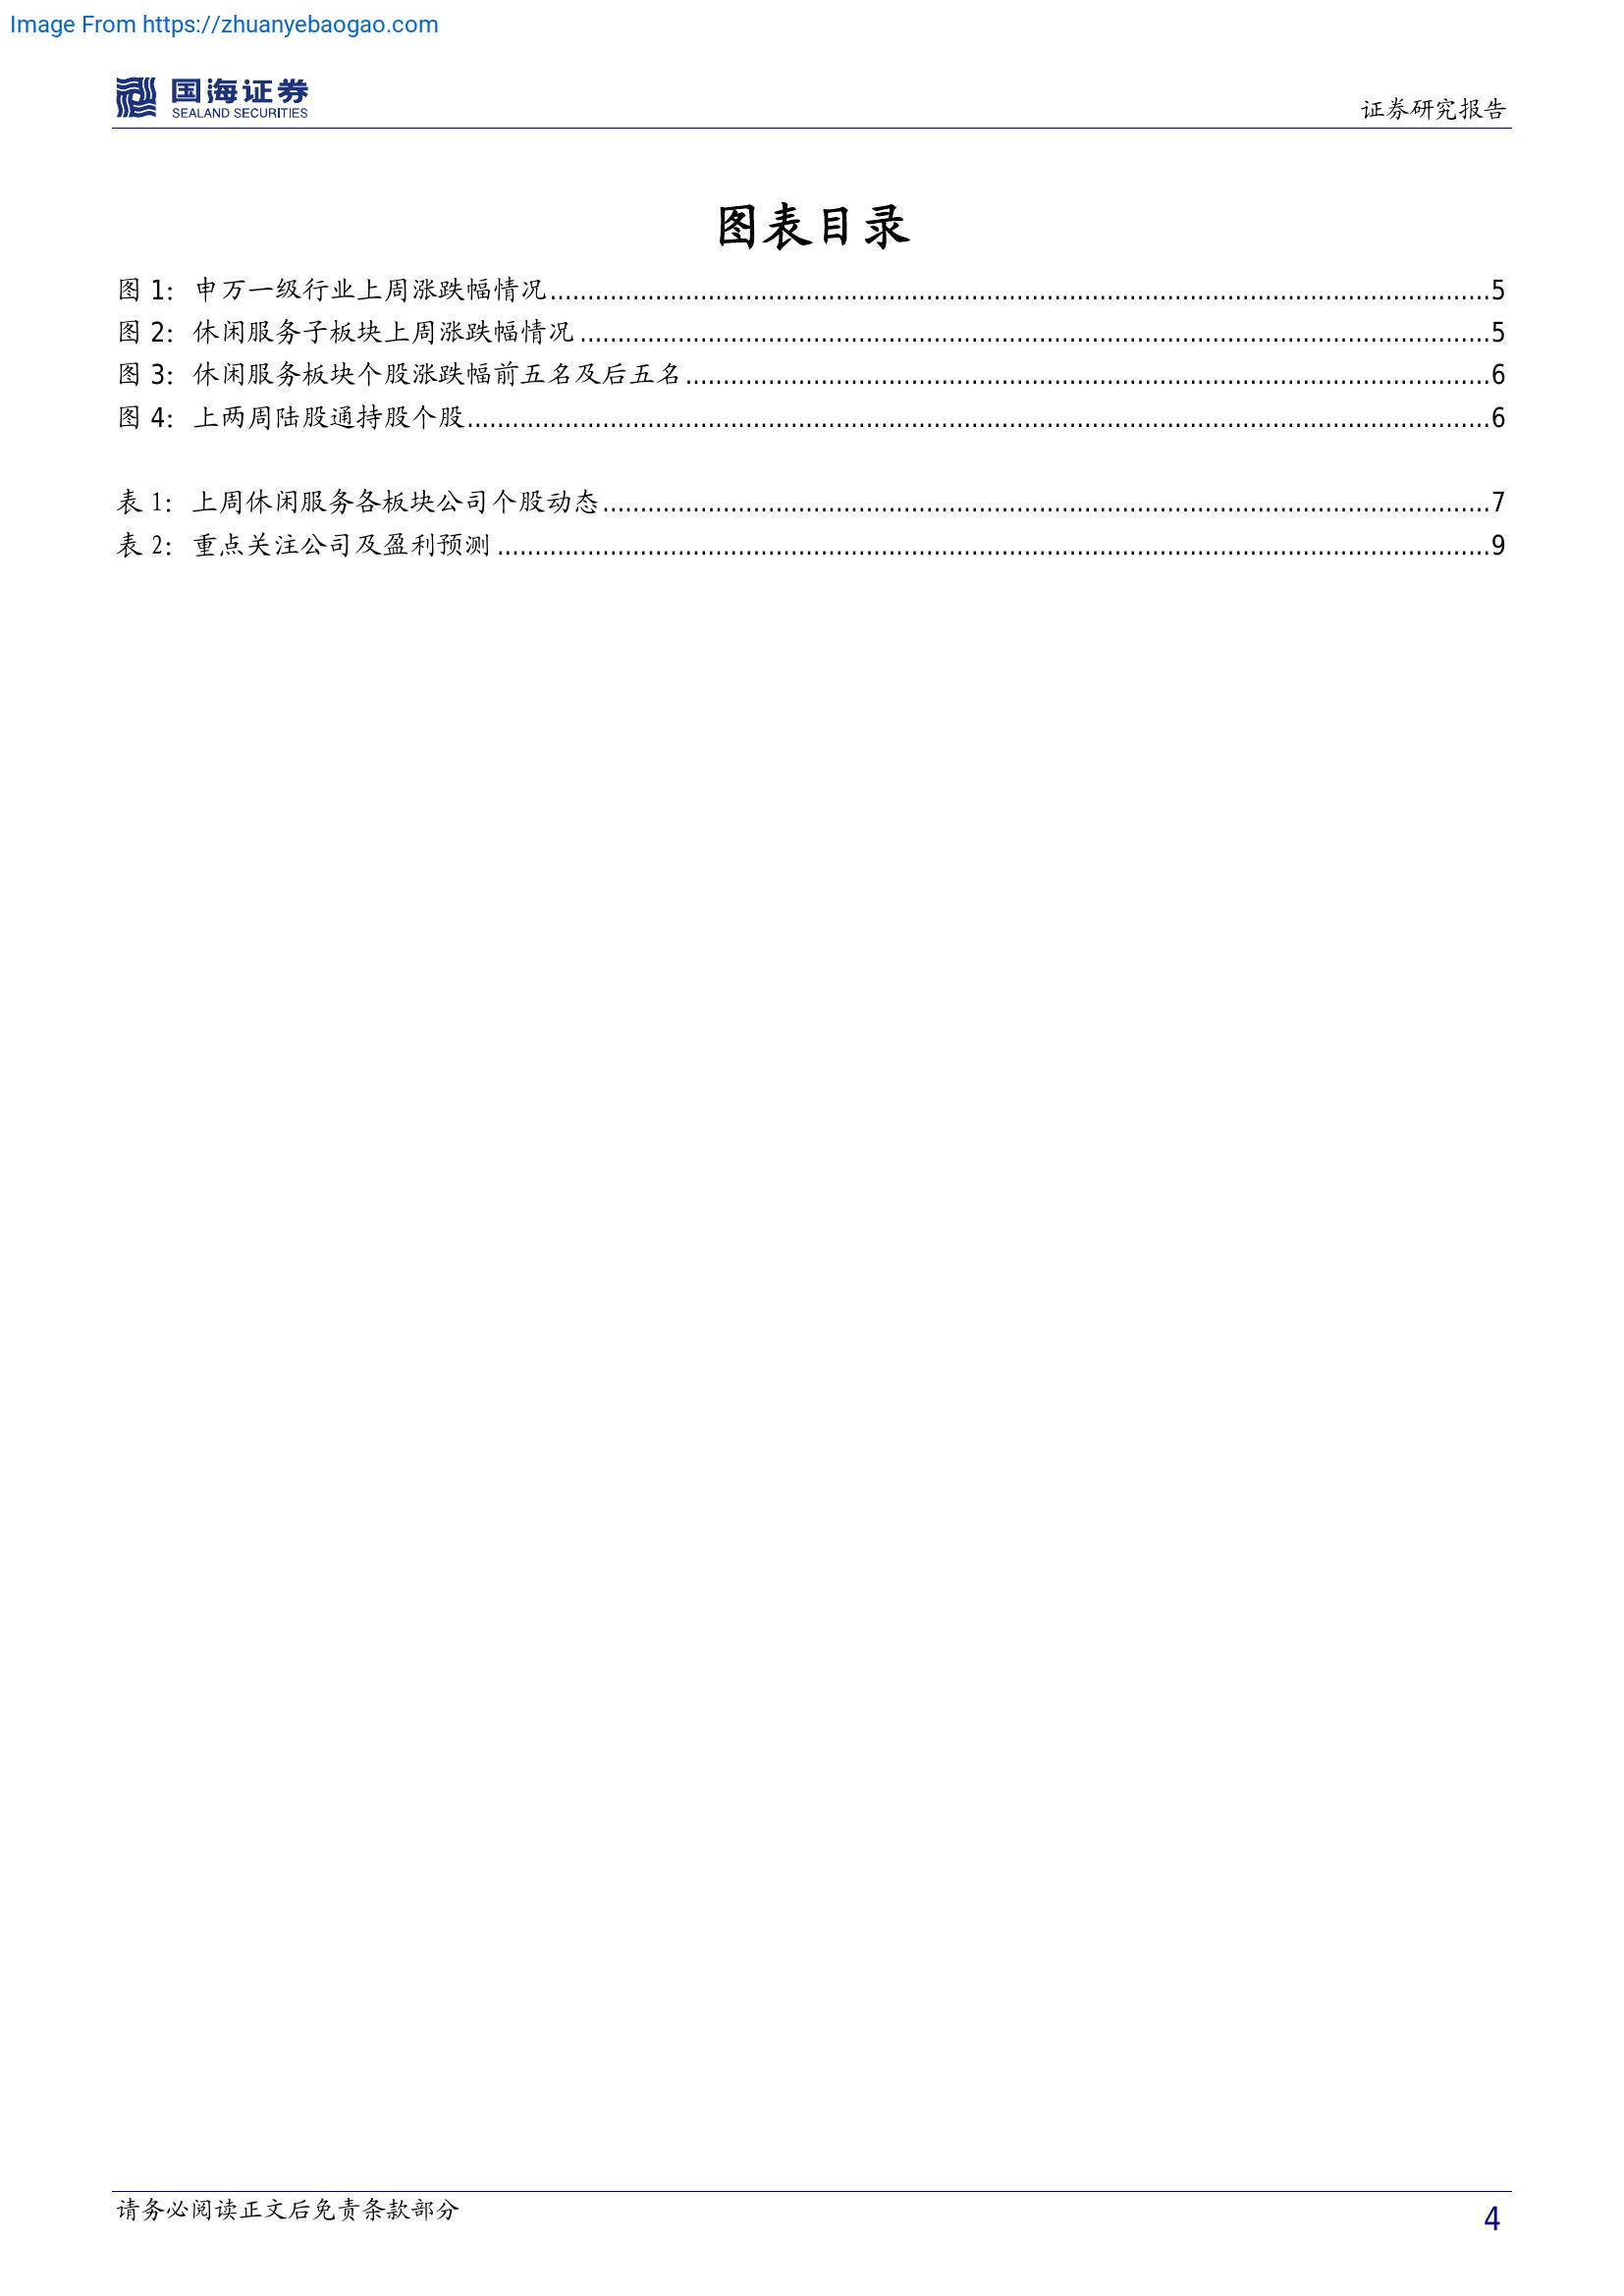 Image From https://zhuanyebaogao.com
国海证券
SEALAND SECURITIES
证券研究报告
图表目录
图 1：申万一级行业上周涨跌幅情况........................................5
图 2：休闲服务子板块上周涨跌幅情况........................................5
图 3：休闲服务板块个股涨跌幅前五名及后五名........................................6
图 4：上两周陆股通持股个股........................................6
表 1：上周休闲服务各板块公司个股动态........................................7
表 2：重点关注公司及盈利预测........................................9
请务必阅读正文后免责条款部分
4